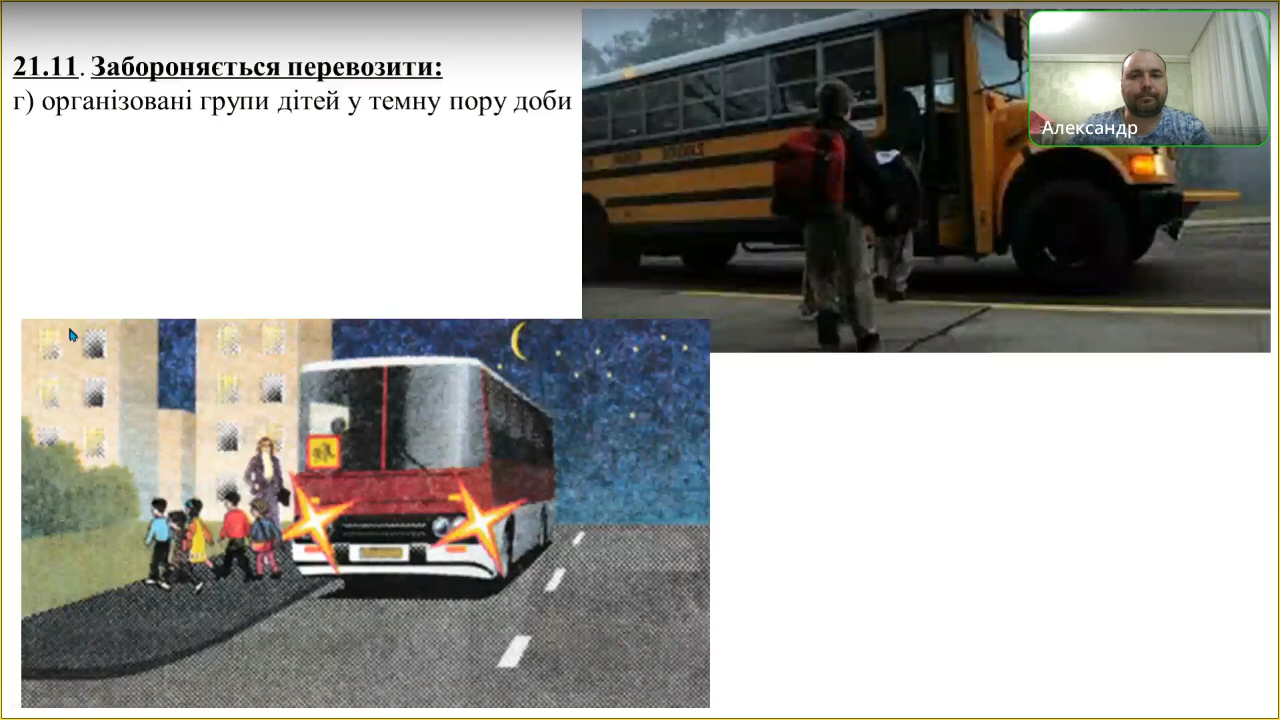 21.11. Забороняється перевозити:
г) організовані групи дітей у темну пору доби
Александр